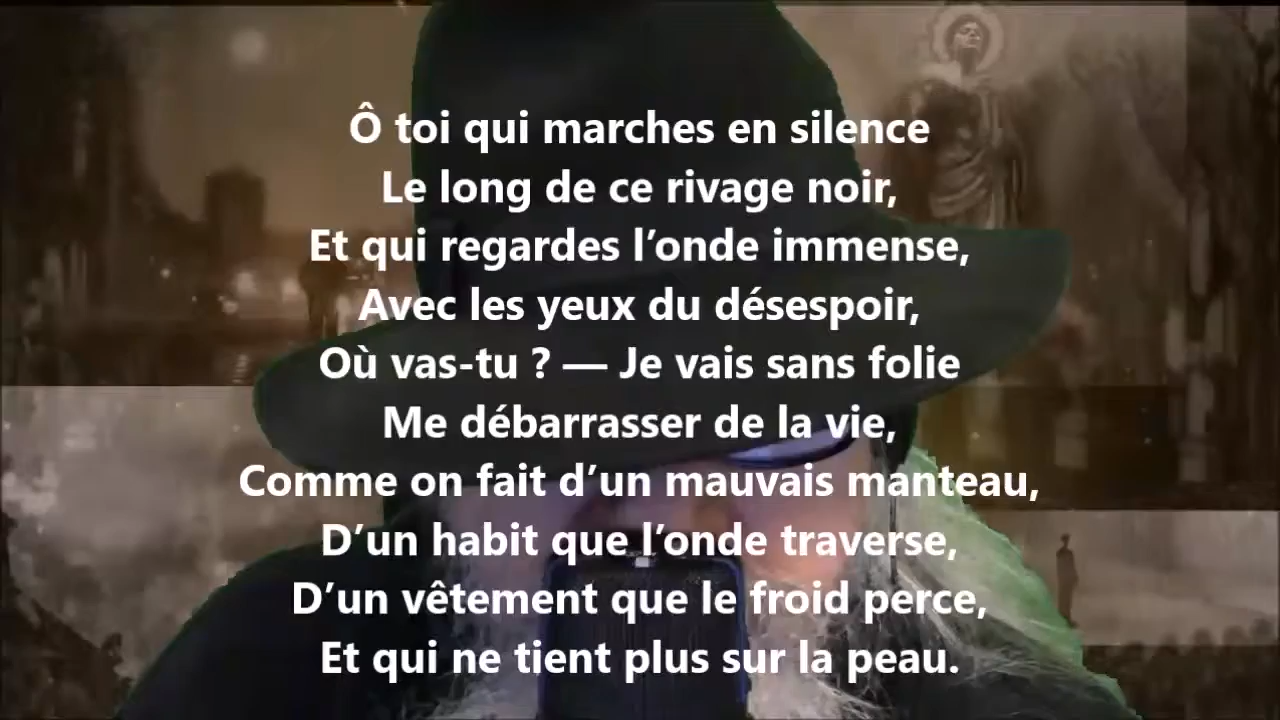 Ô toi qui marches en silence
Le long de ce rivage noir,
Et qui regardes l’onde immense,
Avec les yeux du désespoir,
Où vas-tu ? — Je vais sans folie
Me débarrasser de la vie,
Comme on fait d’un mauvais manteau,
D’un habit que l’onde traverse,
D’un vêtement que le froid perce,
Et qui ne tient plus sur la peau.